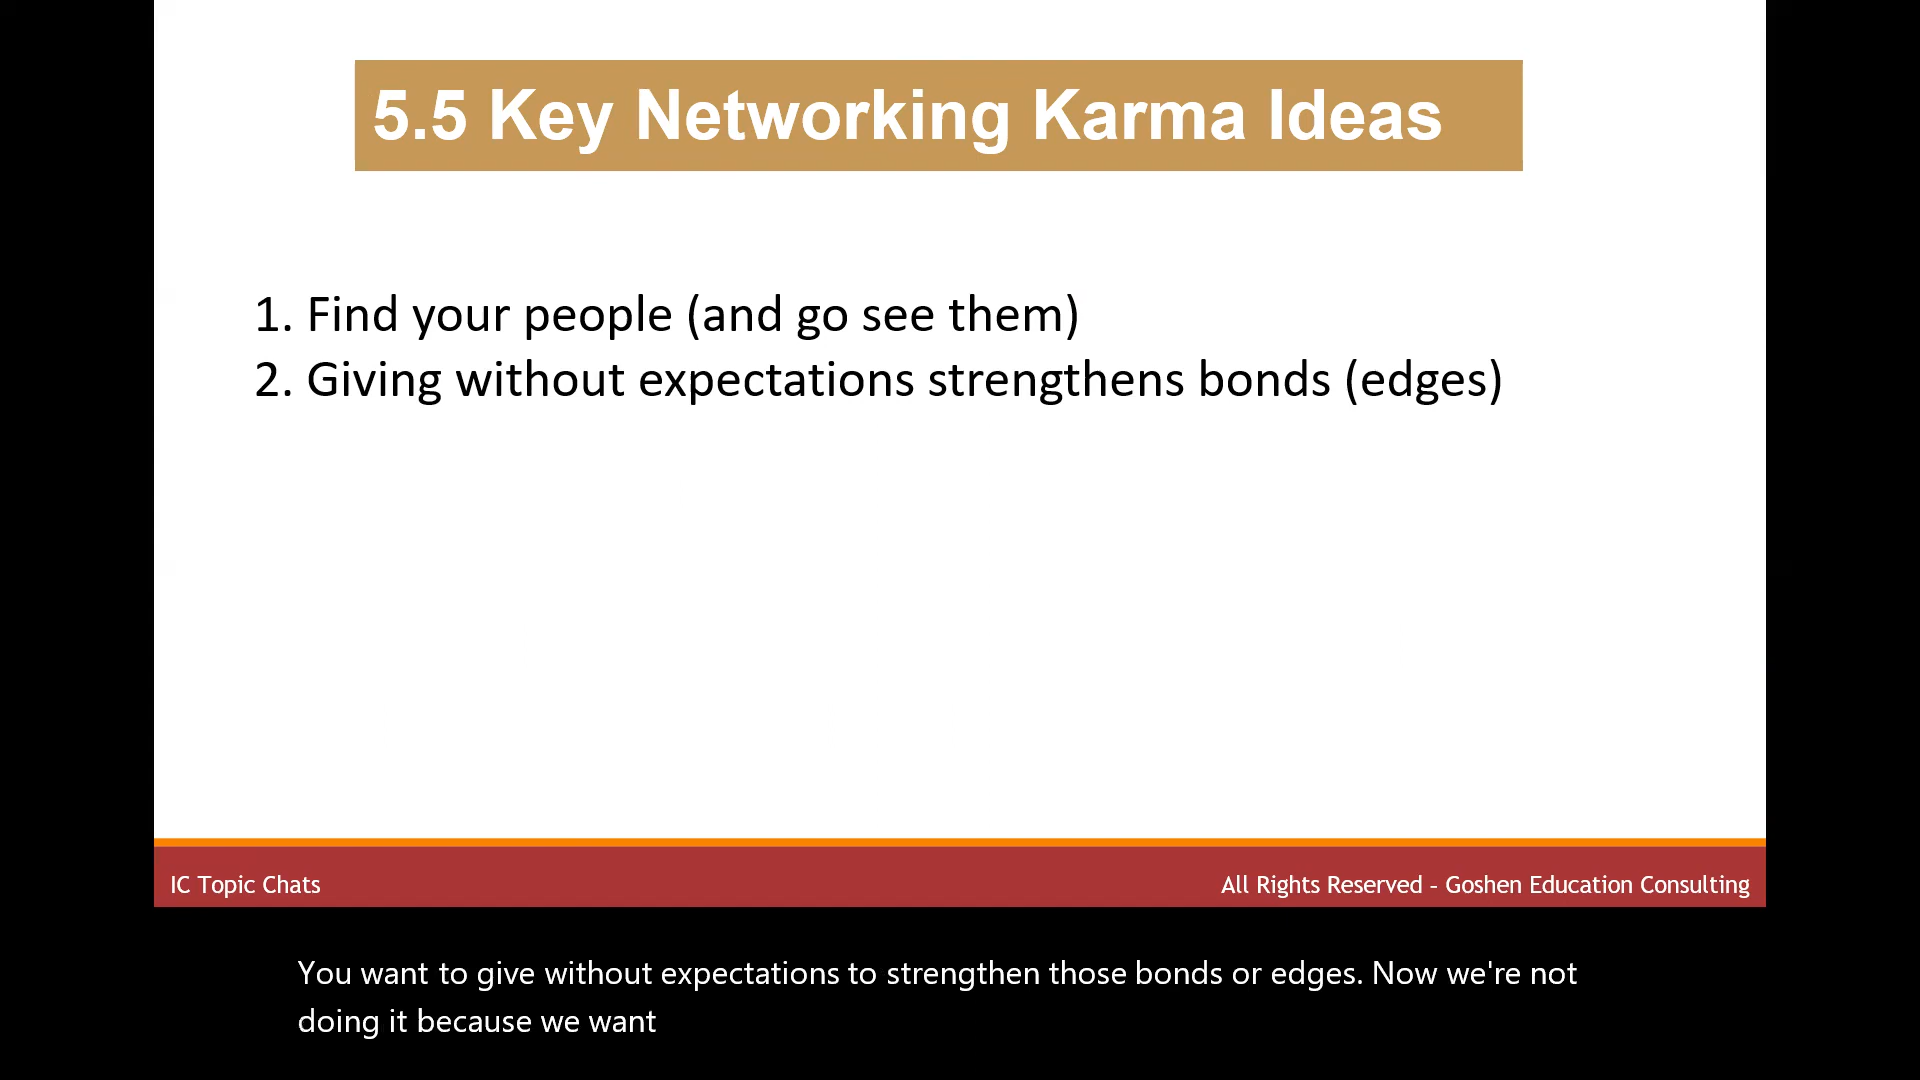 5.5 Key Networking Karma Ideas
1. Find your people (and go see them)
2. Giving without expectations strengthens bonds (edges)
IC Topic Chats
All Rights Reserved – Goshen Education Consulting
You want to give without expectations to strengthen those bonds or edges. Now we're not
doing it because we want